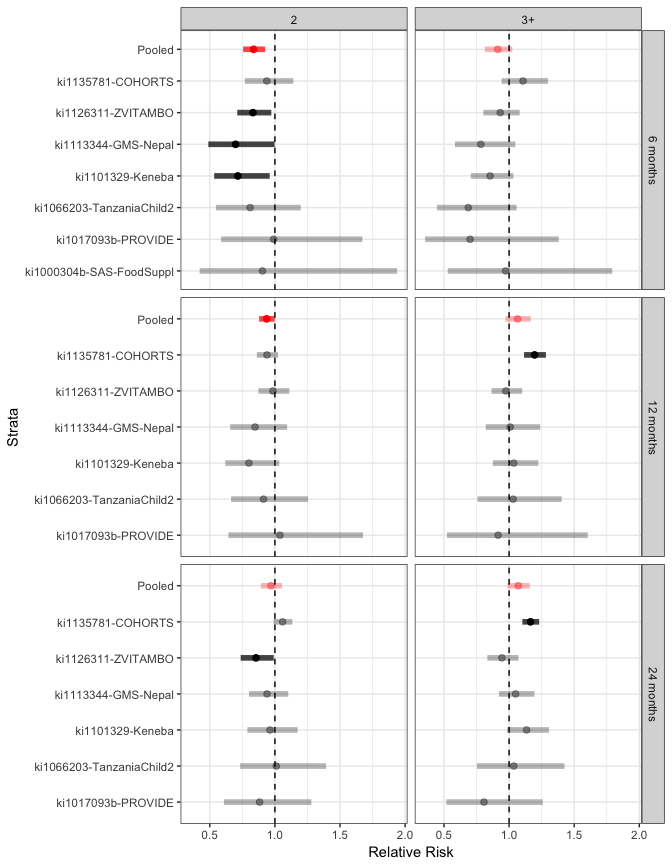 2 3+
Pooled
ki1135781-COHORTS
ki1126311-ZVITAMBO
ki1113344-GMS-Nepal
ki1101329-Keneba
ki1066203-TanzaniaChild2
ki1017093b-PROVIDE
ki1000304b-SAS-FoodSuppl
6 months
Pooled
ki1135781-COHORTS
ki1126311-ZVITAMBO
ki1113344-GMS-Nepal
ki1101329-Keneba
ki1066203-TanzaniaChild2
ki1017093b-PROVIDE
12 months
Pooled
ki1135781-COHORTS
ki1126311-ZVITAMBO
ki1113344-GMS-Nepal
ki1101329-Keneba
ki1066203-TanzaniaChild2
ki1017093b-PROVIDE
24 months
Strata
0.5 1.0 1.5 2.0 0.5 1.0 1.5 2.0
Relative Risk